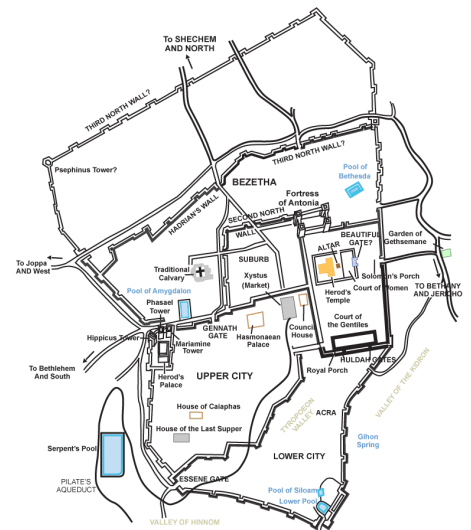 To SHECHEM
AND NORTH
THIRD NORTH WALL?
THIRD NORTH WALL?
Psephinus Tower?
Pool of
Bethesda
BEZETHA
Fortress
of Antonia
HADRIAN'S WALL
SECOND NORTH
WALL
BEAUTIFUL
GATE?
Garden of
Gethsemane
ALTAR
To Joppa
AND West
Traditional
Calvary
SUBURB
Xystus
(Market)
Solomon's Porch
Court of Women
TO BETHANY
AND JERICHO
Pool of Amygdalon
Phasael
Tower
Herod's
Temple
Court of
the Gentiles
Hippicus Tower
Mariamine
Tower
GENNATH
GATE
Hasmonaean
Palace
Council
House
HULDAH GATES
Royal Porch
To Bethlehem
And South
Herod's
Palace
UPPER CITY
VALLEY OF THE KIDRON
House of Caiaphas
TYROPOEON
VALLEY
ACRA
House of the Last Supper
Gihon
Spring
Serpent's Pool
LOWER CITY
PILATE'S
AQUEDUCT
ESSENE GATE
Pool of Siloam
Lower Pool
VALLEY OF HINNOM